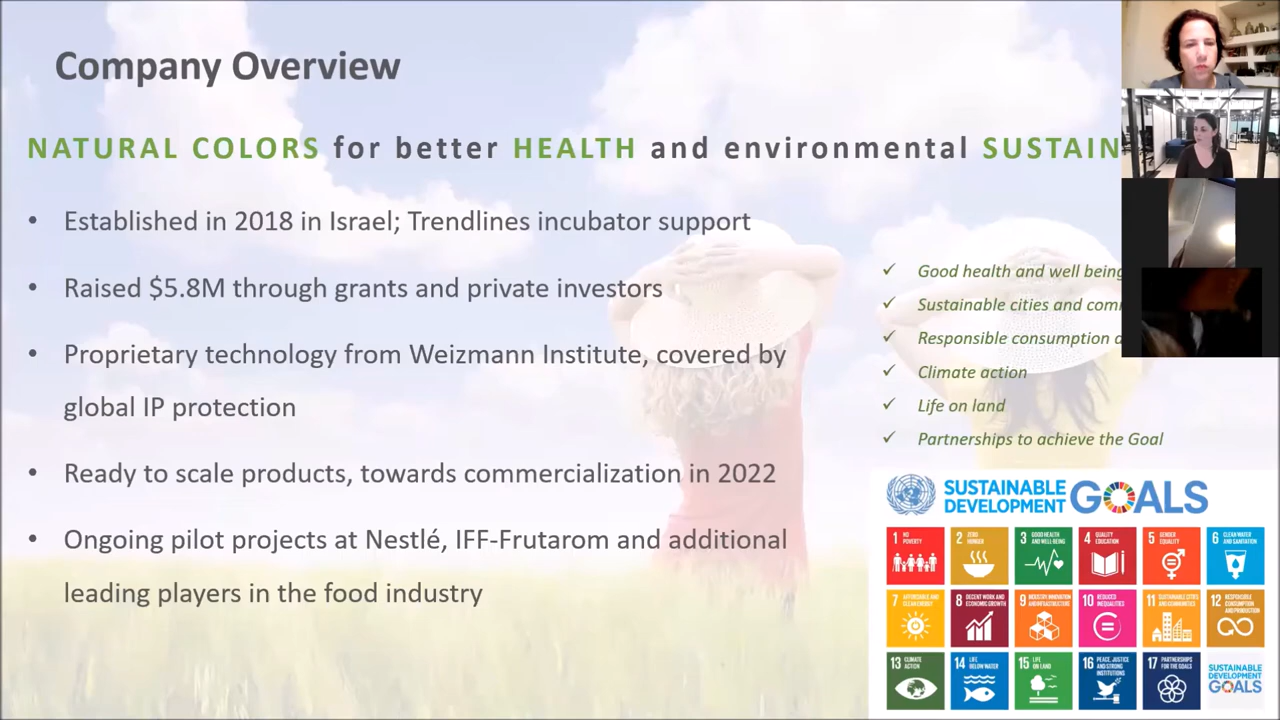 Company Overview
NATURAL COLORS for better HEALTH and environmental SUSTAIN
• Established in 2018 in Israel; Trendlines incubator support
• Raised $5.8M through grants and private investors
• Proprietary technology from Weizmann Institute, covered by
global IP protection
• Ready to scale products, towards commercialization in 2022
• Ongoing pilot projects at Nestlé, IFF-Frutarom and additional
leading players in the food industry
✓ Good health and well being
✓ Sustainable cities and com
✓ Responsible consumption a
✓ Climate action
✓ Life on land
✓ Partnerships to achieve the Goal
SUSTAINABLE
DEVELOPMENT GOALS
1 NO
POVERTY
2 ZERO
HUNGER
3 GOOD HEALTH
AND WELL-BEING
4 QUALITY
EDUCATION
5 GENDER
EQUALITY
6 CLEAN WATER
AND SANITATION
7 AFFORDABLE AND
CLEAN ENERGY
8 DECENT WORK AND
ECONOMIC GROWTH
9 INDUSTRY, INNOVATION
AND INFRASTRUCTURE
10 REDUCED
INEQUALITIES
11 SUSTAINABLE CITIES
AND COMMUNITIES
12 RESPONSIBLE
CONSUMPTION
AND PRODUCTION
13 CLIMATE
ACTION
14 LIFE
BELOW WATER
15 LIFE
ON LAND
16 PEACE, JUSTICE
AND STRONG
INSTITUTIONS
17 PARTNERSHIPS
FOR THE GOALS
SUSTAINABLE
DEVELOPMENT
GOALS